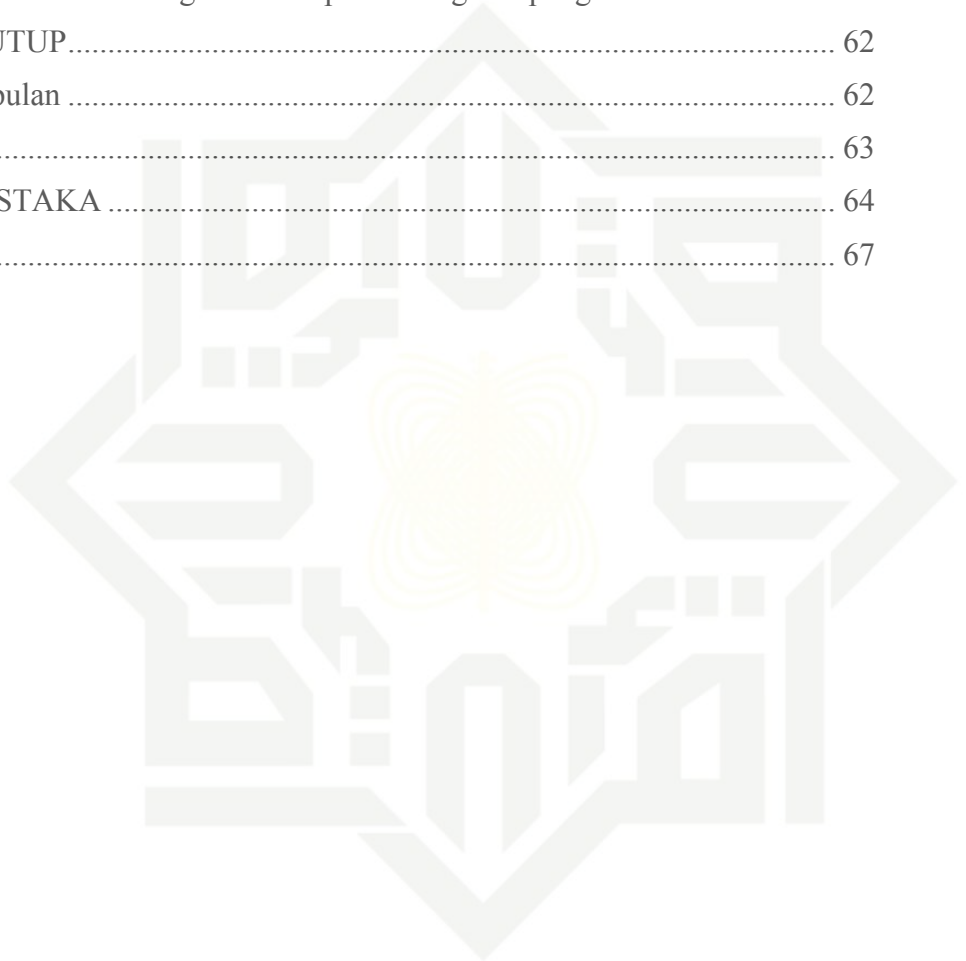 UTUP........................................................................................ 62
pulan ........................................................................................ 62
........................................................................................ 63
STAKA ........................................................................................ 64
........................................................................................ 67